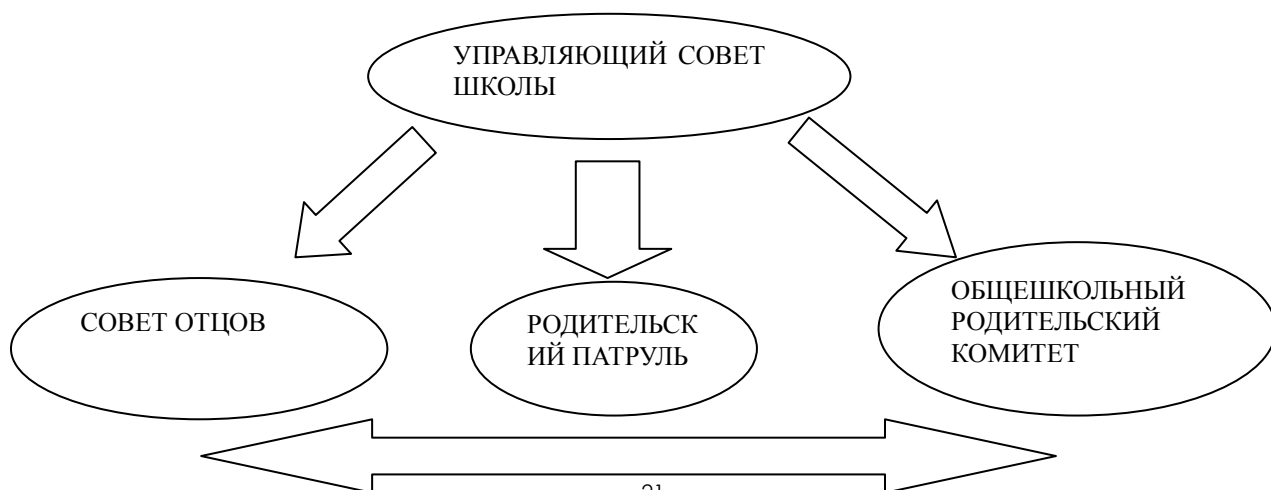 УПРАВЛЯЮЩИЙ СОВЕТ
ШКОЛЫ
СОВЕТ ОТЦОВ
РОДИТЕЛЬСК
ИЙ ПАТРУЛЬ
ОБЩЕШКОЛЬНЫЙ
РОДИТЕЛЬСКИЙ
КОМИТЕТ